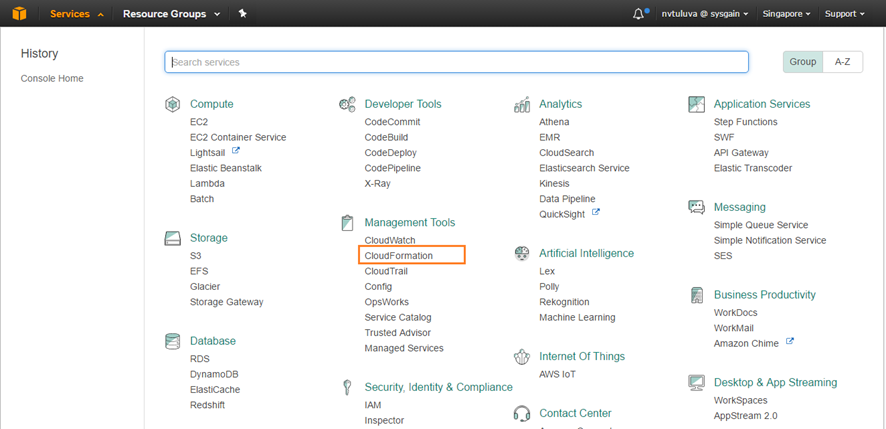 Services
Resource Groups
nvtuluva @ sysgain
Singapore
Support
History
Console Home
Search services
Group
A-Z
Compute
EC2
EC2 Container Service
Lightsail
Elastic Beanstalk
Lambda
Batch
Storage
S3
EFS
Glacier
Storage Gateway
Database
RDS
DynamoDB
ElastiCache
Redshift
Developer Tools
CodeCommit
CodeBuild
CodeDeploy
CodePipeline
X-Ray
Management Tools
CloudWatch
CloudFormation
CloudTrail
Config
OpsWorks
Service Catalog
Trusted Advisor
Managed Services
Security, Identity & Compliance
IAM
Inspector
Analytics
Athena
EMR
CloudSearch
Elasticsearch Service
Kinesis
Data Pipeline
QuickSight
Artificial Intelligence
Lex
Polly
Rekognition
Machine Learning
Internet Of Things
AWS IoT
Contact Center
Application Services
Step Functions
SWF
API Gateway
Elastic Transcoder
Messaging
Simple Queue Service
Simple Notification Service
SES
Business Productivity
WorkDocs
WorkMail
Amazon Chime
Desktop & App Streaming
WorkSpaces
AppStream 2.0